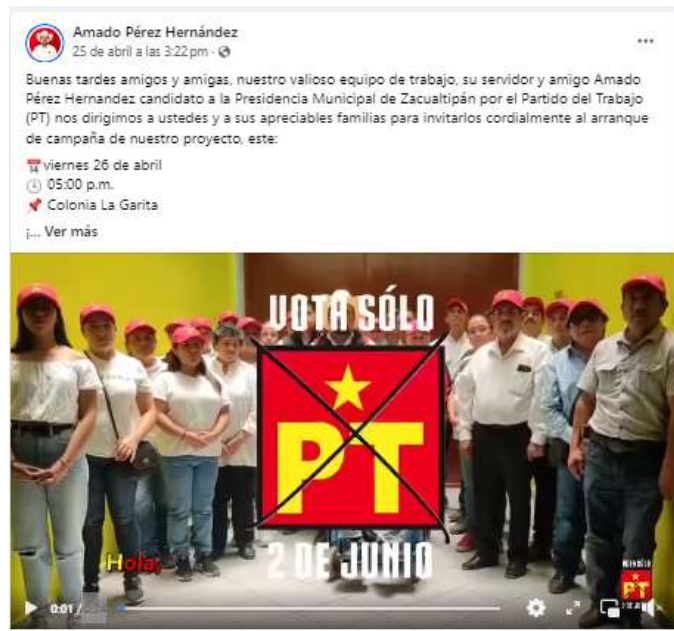 Amado Pérez Hernández
25 de abril a las 3:22 pm ·
Buenas tardes amigos y amigas, nuestro valioso equipo de trabajo, su servidor y amigo Amado
Pérez Hernandez candidato a la Presidencia Municipal de Zacualtipán por el Partido del Trabajo
(PT) nos dirigimos a ustedes y a sus apreciables familias para invitarlos cordialmente al arranque
de campaña de nuestro proyecto, este:
viernes 26 de abril
05:00 p.m.
Colonia La Garita
¡... Ver más
VOTA SÓLO
PT
2 DE JUNIO
Hola,
VOTA SÓLO
PT
0:01 /